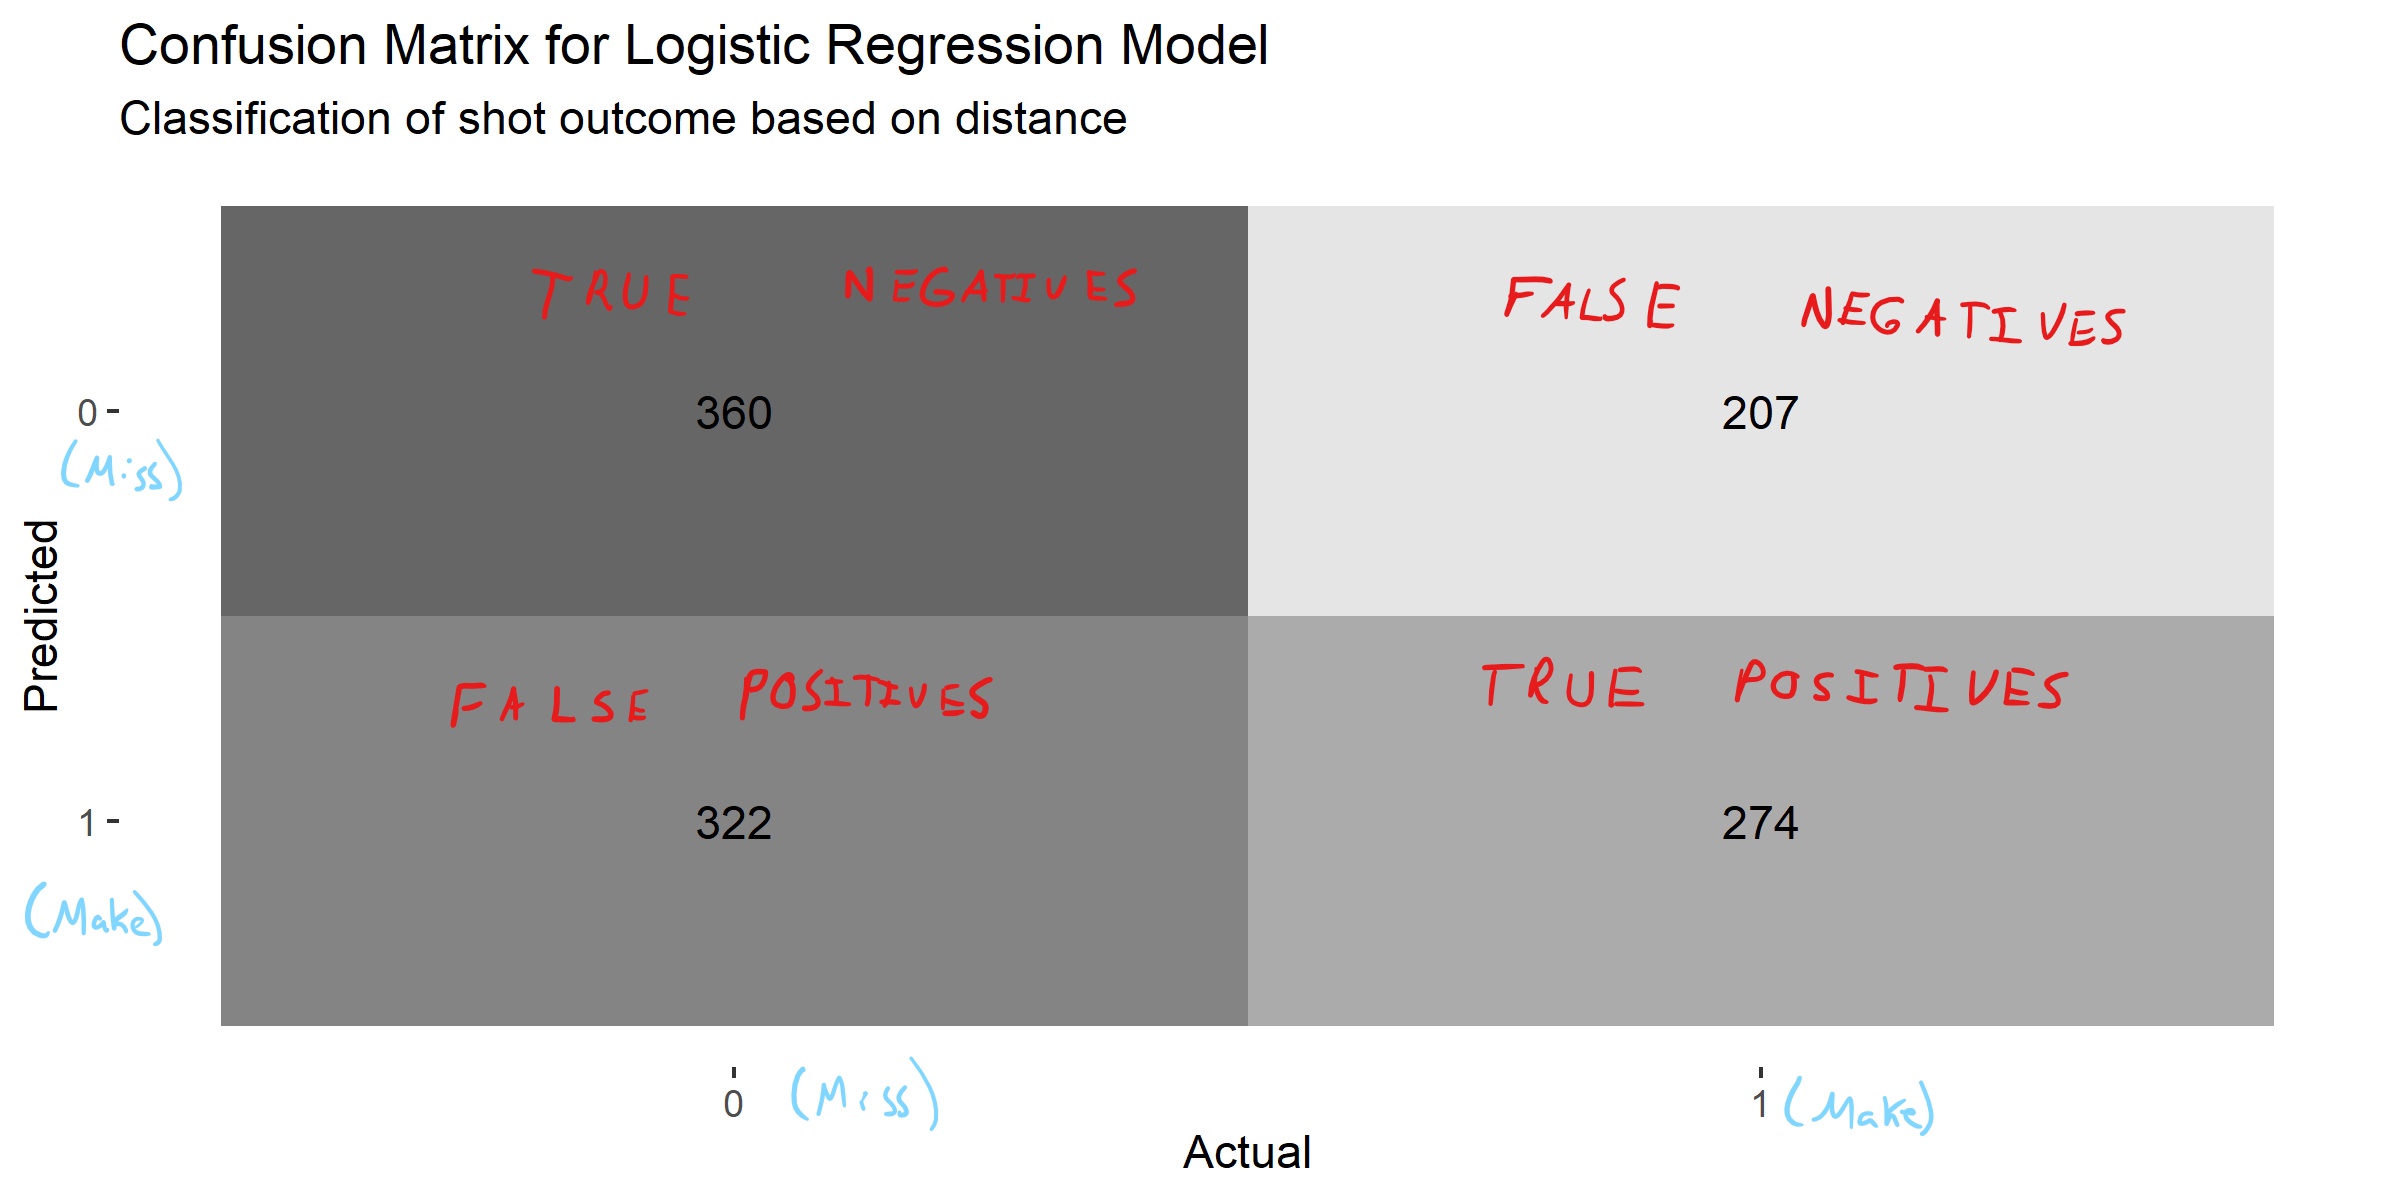 Confusion Matrix for Logistic Regression Model
Classification of shot outcome based on distance
TRUE NEGATIVES
FALSE NEGATIVES
0
360
207
(Miss)
Predicted
FALSE POSITIVES
TRUE POSITIVES
1
322
274
(Make)
0 (Miss)
1 (Make)
Actual